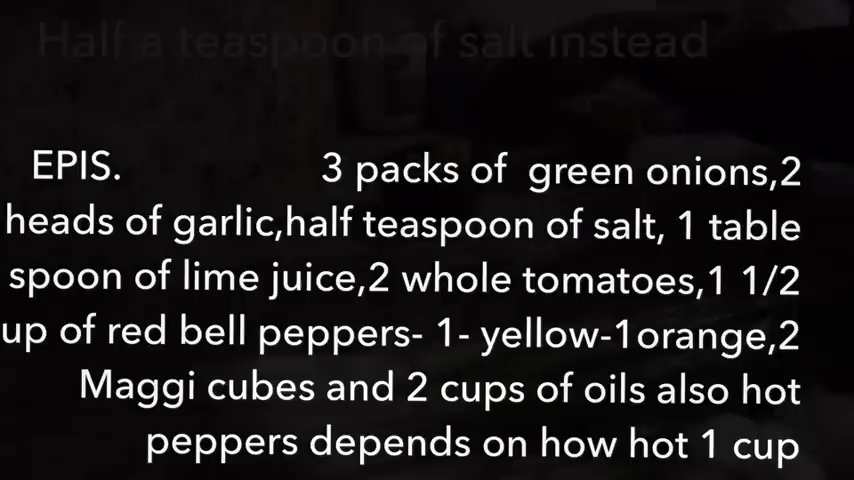 Half a teaspoon of salt instead
EPIS. 3 packs of green onions,2
heads of garlic,half teaspoon of salt, 1 table
spoon of lime juice,2 whole tomatoes,1 1/2
up of red bell peppers- 1- yellow-1orange,2
Maggi cubes and 2 cups of oils also hot
peppers depends on how hot 1 cup